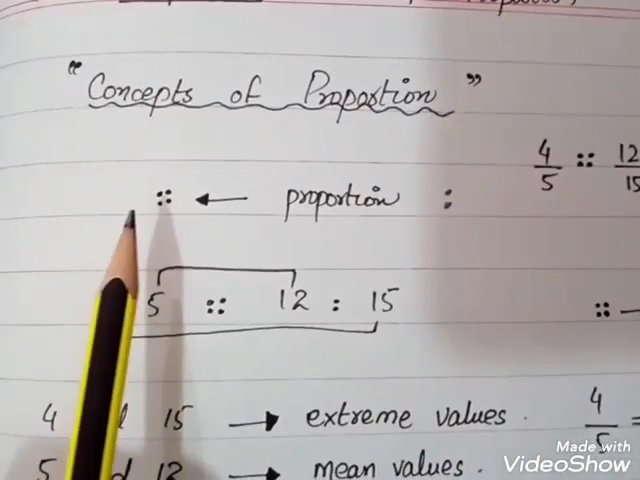 " Concepts of Proportion "
4/5 :: 12/15
:: ← proportion :
5 :: 12 : 15
::
4 15 → extreme values .
4/5 =
5 12 → mean values .
Made with
VideoShow